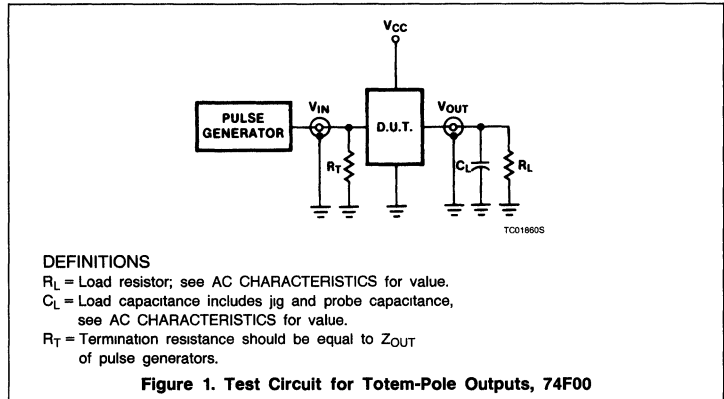 VCC
PULSE
GENERATOR
VIN
D.U.T.
VOUT
RT
CL
RL
TC01860S
DEFINITIONS
RL = Load resistor; see AC CHARACTERISTICS for value.
CL = Load capacitance includes jig and probe capacitance,
see AC CHARACTERISTICS for value.
RT = Termination resistance should be equal to ZOUT
of pulse generators.
Figure 1. Test Circuit for Totem-Pole Outputs, 74F00